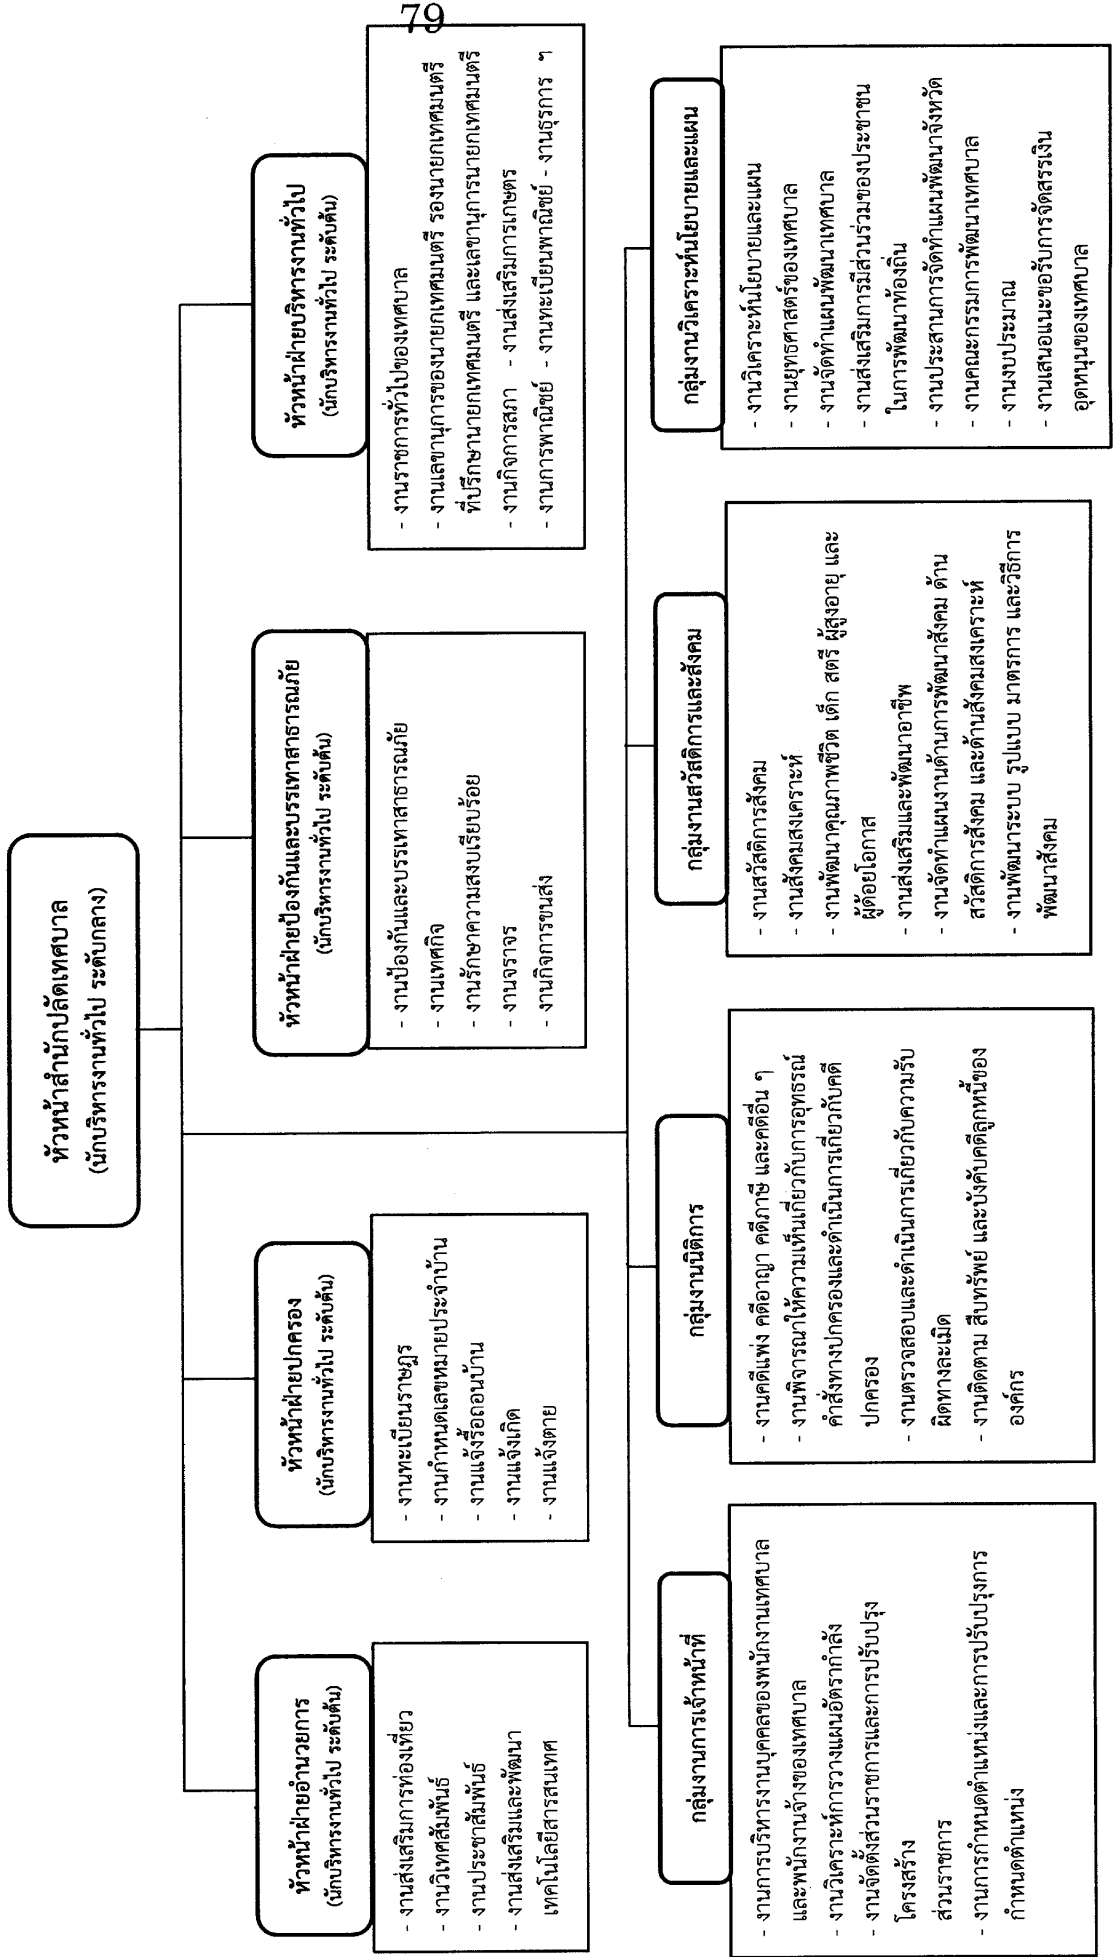 79
หัวหน้าสำนักปลัดเทศบาล
(นักบริหารงานทั่วไป ระดับกลาง)
หัวหน้าฝ่ายอำนวยการ
(นักบริหารงานทั่วไป ระดับต้น)
- งานส่งเสริมการท่องเที่ยว
- งานวิเทศสัมพันธ์
- งานประชาสัมพันธ์
- งานส่งเสริมและพัฒนา
เทคโนโลยีสารสนเทศ
หัวหน้าฝ่ายปกครอง
(นักบริหารงานทั่วไป ระดับต้น)
- งานทะเบียนราษฎร
- งานกำหนดเลขหมายประจำบ้าน
- งานแจ้งรื้อถอนบ้าน
- งานแจ้งเกิด
- งานแจ้งตาย
หัวหน้าฝ่ายป้องกันและบรรเทาสาธารณภัย
(นักบริหารงานทั่วไป ระดับต้น)
- งานป้องกันและบรรเทาสาธารณภัย
- งานเทศกิจ
- งานรักษาความสงบเรียบร้อย
- งานจราจร
- งานกิจการขนส่ง
หัวหน้าฝ่ายบริหารงานทั่วไป
(นักบริหารงานทั่วไป ระดับต้น)
- งานราชการทั่วไปของเทศบาล
- งานเลขานุการของนายกเทศมนตรี รองนายกเทศมนตรี
ที่ปรึกษานายกเทศมนตรี และเลขานุการนายกเทศมนตรี
- งานกิจการสภา - งานส่งเสริมการเกษตร
- งานการพาณิชย์ - งานทะเบียนพาณิชย์ - งานธุรการ ฯ
กลุ่มงานการเจ้าหน้าที่
- งานการบริหารงานบุคคลของพนักงานเทศบาล
และพนักงานจ้างของเทศบาล
- งานวิเคราะห์การวางแผนอัตรากำลัง
- งานจัดตั้งส่วนราชการและการปรับปรุง
โครงสร้าง
ส่วนราชการ
- งานการกำหนดตำแหน่งและการปรับปรุงการ
กำหนดตำแหน่ง
กลุ่มงานนิติการ
- งานคดีแพ่ง คดีอาญา คดีภาษี และคดีอื่น ๆ
- งานพิจารณาให้ความเห็นเกี่ยวกับการอุทธรณ์
คำสั่งทางปกครองและดำเนินการเกี่ยวกับคดี
ปกครอง
- งานตรวจสอบและดำเนินการเกี่ยวกับความรับ
ผิดทางละเมิด
- งานติดตาม สืบทรัพย์ และบังคับคดีลูกหนี้ของ
องค์กร
กลุ่มงานสวัสดิการและสังคม
- งานสวัสดิการสังคม
- งานสังคมสงเคราะห์
- งานพัฒนาคุณภาพชีวิต เด็ก สตรี ผู้สูงอายุ และ
ผู้ด้อยโอกาส
- งานส่งเสริมและพัฒนาอาชีพ
- งานจัดทำแผนงานด้านการพัฒนาสังคม ด้าน
สวัสดิการสังคม และด้านสังคมสงเคราะห์
- งานพัฒนาระบบ รูปแบบ มาตรการ และวิธีการ
พัฒนาสังคม
กลุ่มงานวิเคราะห์นโยบายและแผน
- งานวิเคราะห์นโยบายและแผน
- งานยุทธศาสตร์ของเทศบาล
- งานจัดทำแผนพัฒนาเทศบาล
- งานส่งเสริมการมีส่วนร่วมของประชาชน
ในการพัฒนาท้องถิ่น
- งานประสานการจัดทำแผนพัฒนาจังหวัด
- งานคณะกรรมการพัฒนาเทศบาล
- งานงบประมาณ
- งานเสนอแนะขอรับการจัดสรรเงิน
อุดหนุนของเทศบาล